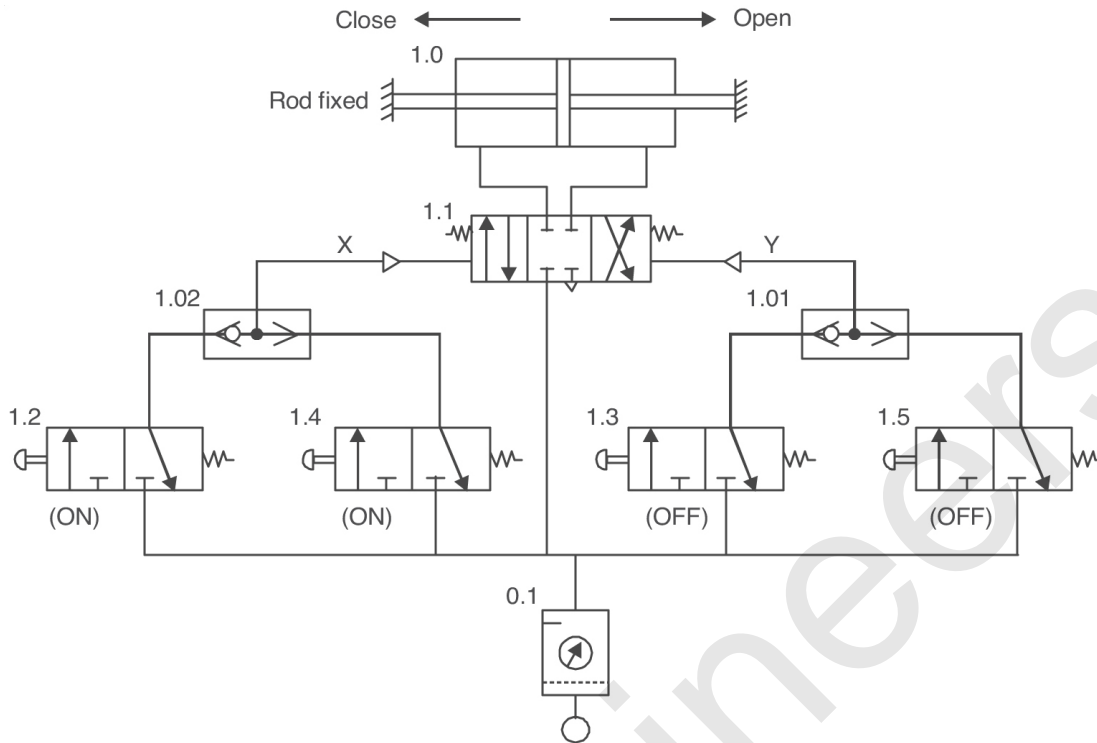 Close
Open
1.0
Rod fixed
1.1
X
Y
1.02
1.01
1.2
1.4
1.3
1.5
(ON)
(ON)
(OFF)
(OFF)
0.1
ineers